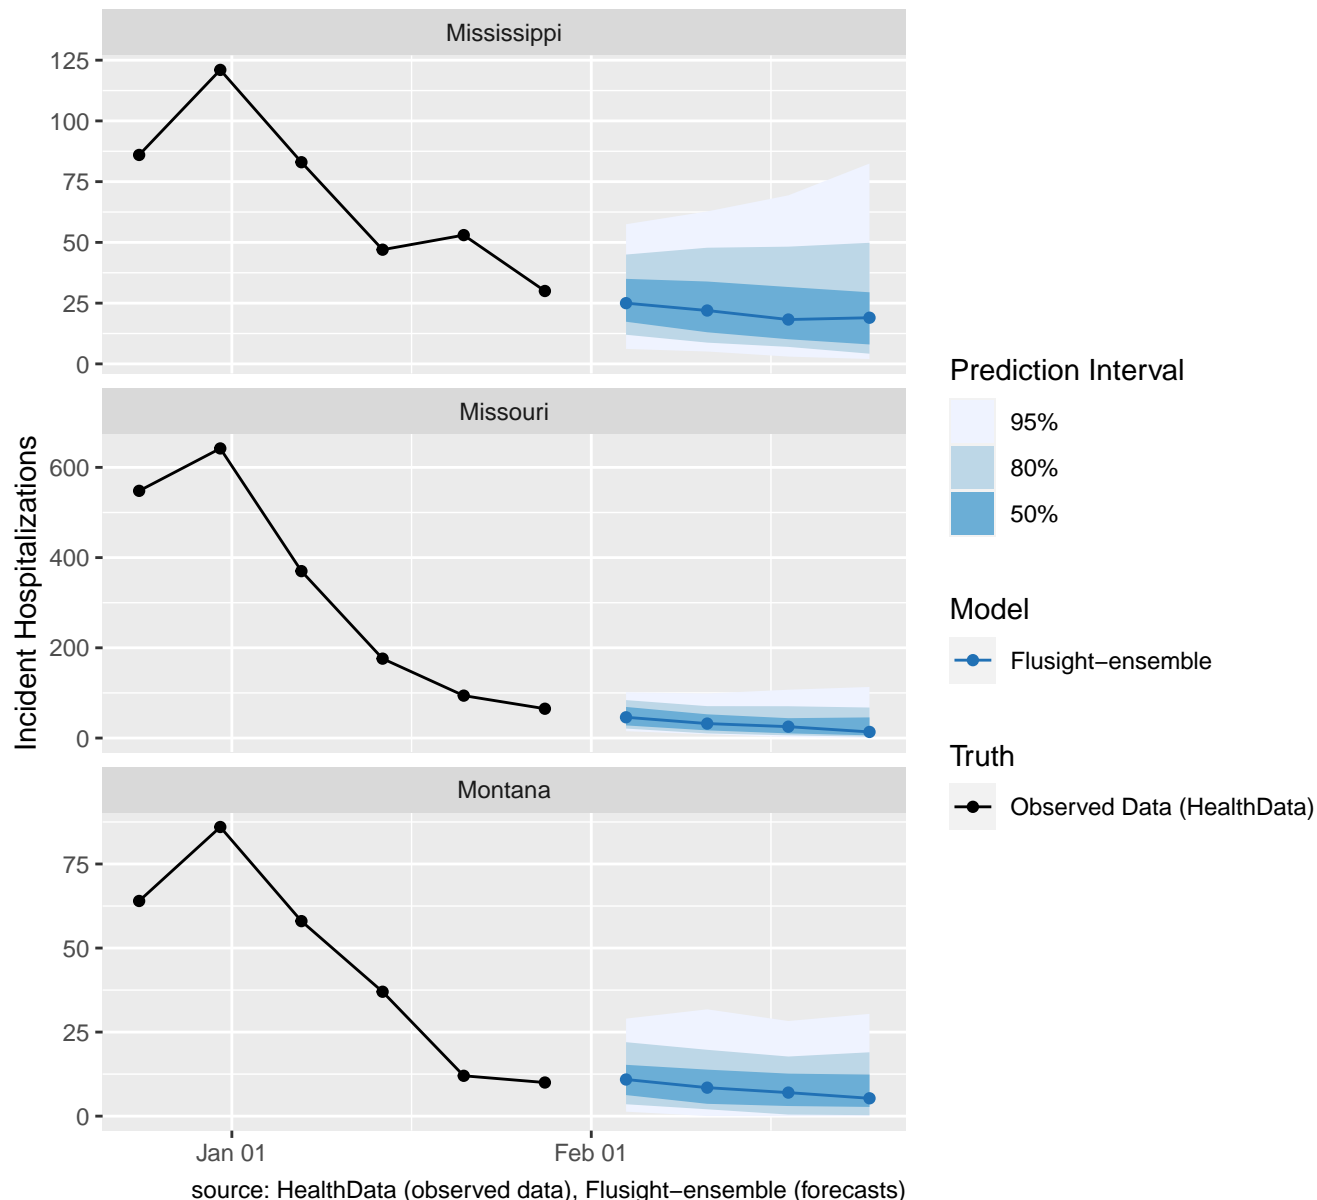 Mississippi
125
100
75
50
25
0
Missouri
600
400
200
0
Montana
75
50
25
0
Incident Hospitalizations
Jan 01
Feb 01
source: HealthData (observed data), Flusight−ensemble (forecasts)
Prediction Interval
95%
80%
50%
Model
Flusight−ensemble
Truth
Observed Data (HealthData)